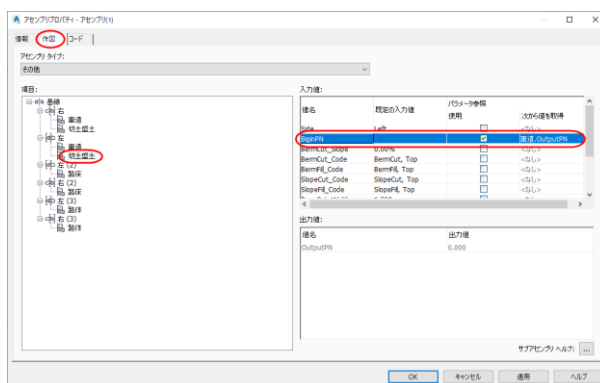 アセンブリプロパティ - アセンブリ(1)
情報 作図 コード
アセンブリ タイプ:
その他
項目:
基線
右
車道
切土盛土
左
車道
切土盛土
左 (2)
路床
右 (2)
路床
左 (3)
路体
右 (3)
路体
入力値:
値名 既定の入力値 パラメータ参照
使用 次から値を取得
Side Left <なし>
BiginPN 車道.OutputPN
BermCut_Slope 0.00% <なし>
BermCut_Code BermCut, Top <なし>
BermFil_Code BermFil, Top <なし>
SlopeCut_Code SlopeCut, Top <なし>
SlopeFil_Code SlopeFil, Top <なし>
出力値:
値名 出力値
OutputPN 0.000
サブアセンブリ ヘルプ: ...
OK キャンセル 適用 ヘルプ